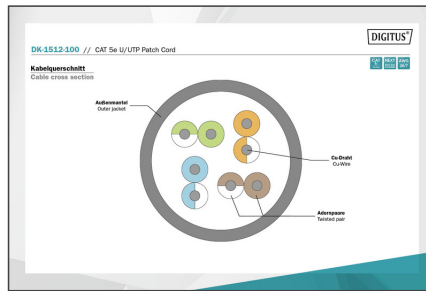 DIGITUS®
DK-1512-100 // CAT 5e U/UTP Patch Cord
Kabelquerschnitt
Cable cross section
Außenmantel
Outer jacket
Cu-Draht
Cu-Wire
Adernpaare
Twisted pair